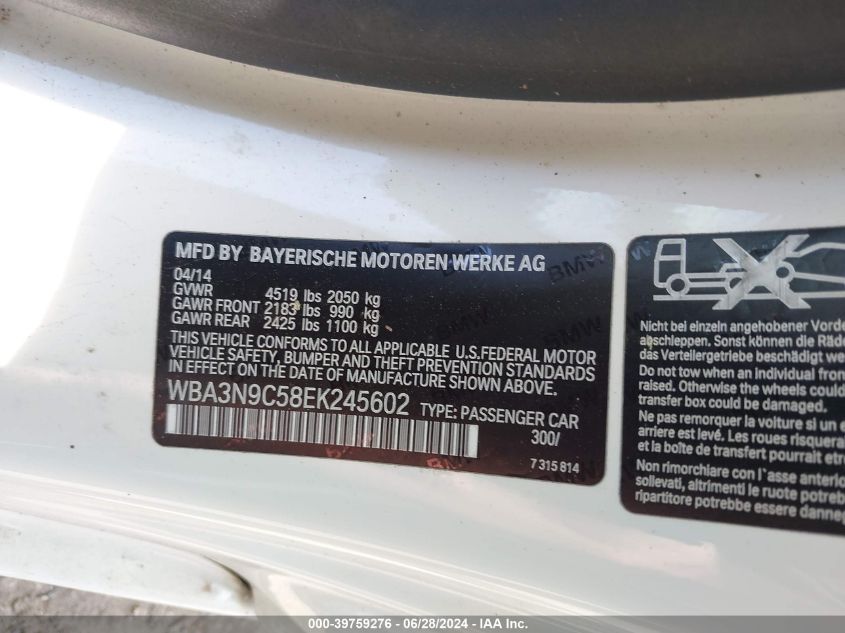 MFD BY BAYERISCHE MOTOREN WERKE AG
04/14
GVWR 4519 lbs 2050 kg
GAWR FRONT 2183 lbs 990 kg
GAWR REAR 2425 lbs 1100 kg
THIS VEHICLE CONFORMS TO ALL APPLICABLE U.S.FEDERAL MOTOR
VEHICLE SAFETY, BUMPER AND THEFT PREVENTION STANDARDS
IN EFFECT ON THE DATE OF MANUFACTURE SHOWN ABOVE.
WBA3N9C58EK245602 TYPE: PASSENGER CAR
300/
7 315 814
Nicht bei einzeln angehobener Vorde
abschleppen. Sonst können die Räde
das Verteilergetriebe beschädigt we
Do not tow with an individual
raised. Otherwise the wheels
transfer box could be damaged.
Ne pas remorquer la voiture si un e
arriere est levé. Les roues risquera
et la boîte de transfert pourrait etre
Non rimorchiare con l`asse anterio
sollevati, altrimenti le ruote potreb
ripartitore potrebbe essere danneg
000-39759276 - 06/28/2024 - IAA Inc.